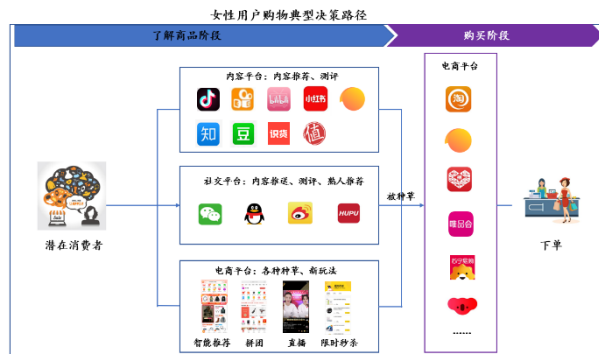 女性用户购物典型决策路径
了解商品阶段
购买阶段
内容平台：内容推荐、测评
bilibili
小红书
知
豆
识货
值
社交平台：内容推送、测评、熟人推荐
HUPU
被种草
电商平台：各种种草、新玩法
智能推荐
拼团
直播
限时秒杀
潜在消费者
电商平台
淘
唯品会
苏宁易购
......
下单